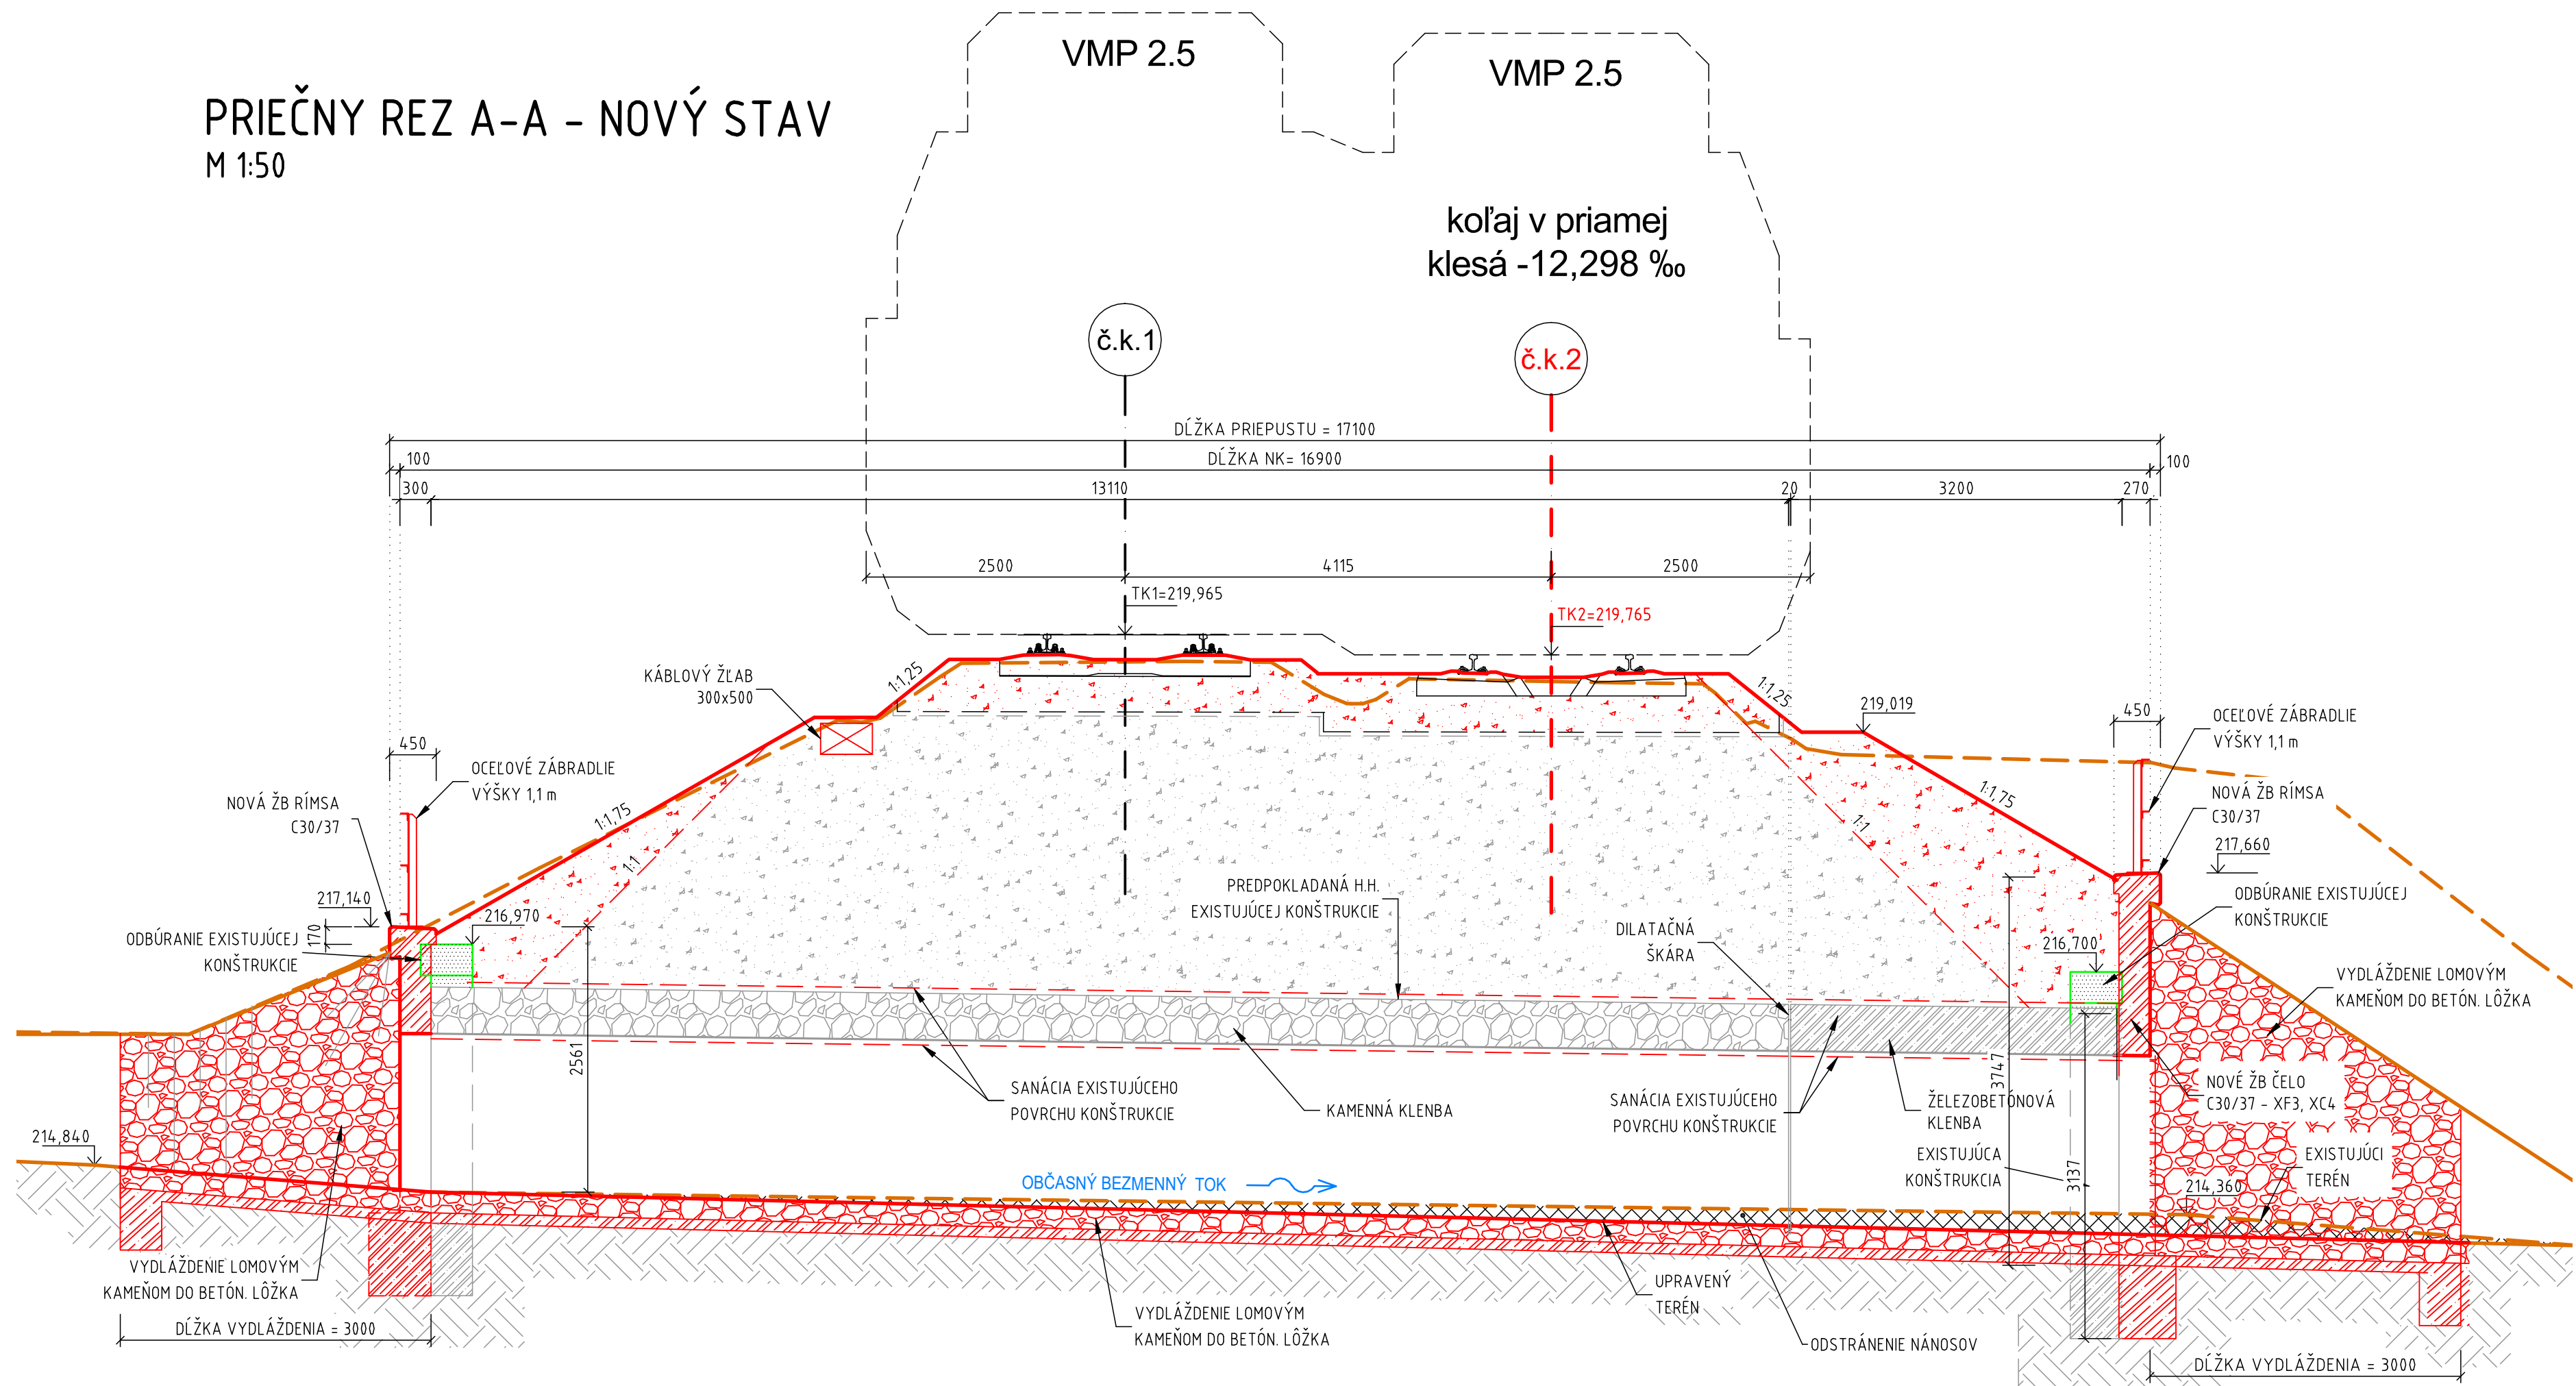 VMP 2.5
VMP 2.5
PRIEČNY REZ A-A - NOVÝ STAV
M 1:50
koľaj v priamej
klesá -12,298 ‰
č.k.1
č.k.2
DĹŽKA PRIEPUSTU = 17100
100
DĹŽKA NK= 16900
100
300
13110
20
3200
270
2500
4115
2500
TK1=219,965
TK2=219,765
KÁBLOVÝ ŽĽAB
300x500
1:1,25
1:1,25
219,019
450
450
OCEĽOVÉ ZÁBRADLIE
VÝŠKY 1,1 m
OCEĽOVÉ ZÁBRADLIE
VÝŠKY 1,1 m
NOVÁ ŽB RÍMSA
C30/37
NOVÁ ŽB RÍMSA
C30/37
1:1,75
1:1,75
1:1
1:1
217,660
217,140
216,970
170
PREDPOKLADANÁ H.H.
EXISTUJÚCEJ KONŠTRUKCIE
ODBÚRANIE EXISTUJÚCEJ
KONŠTRUKCIE
ODBÚRANIE EXISTUJÚCEJ
KONŠTRUKCIE
DILATAČNÁ
ŠKÁRA
216,700
VYDLÁŽDENIE LOMOVÝM
KAMEŇOM DO BETÓN. LÔŽKA
2561
3747
SANÁCIA EXISTUJÚCEHO
POVRCHU KONŠTRUKCIE
KAMENNÁ KLENBA
SANÁCIA EXISTUJÚCEHO
POVRCHU KONŠTRUKCIE
ŽELEZOBETÓNOVÁ
KLENBA
NOVÉ ŽB ČELO
C30/37 - XF3, XC4
214,840
EXISTUJÚCA
KONŠTRUKCIA
3137
EXISTUJÚCI
TERÉN
OBČASNÝ BEZMENNÝ TOK
214,360
VYDLÁŽDENIE LOMOVÝM
KAMEŇOM DO BETÓN. LÔŽKA
UPRAVENÝ
TERÉN
VYDLÁŽDENIE LOMOVÝM
KAMEŇOM DO BETÓN. LÔŽKA
ODSTRÁNENIE NÁNOSOV
DĹŽKA VYDLÁŽDENIA = 3000
DĹŽKA VYDLÁŽDENIA = 3000